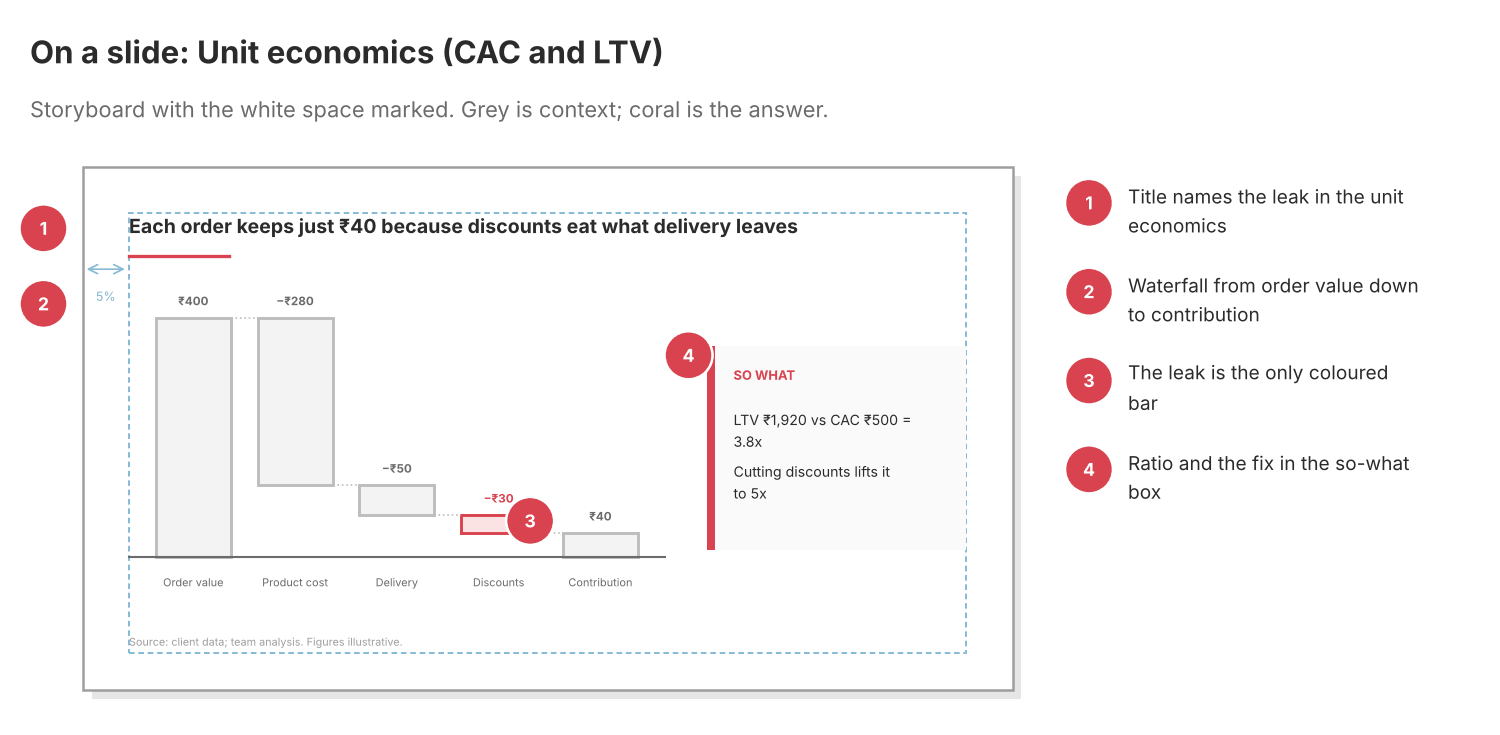 On a slide: Unit economics (CAC and LTV)
Storyboard with the white space marked. Grey is context; coral is the answer.
1
Each order keeps just ₹40 because discounts eat what delivery leaves
5%
2
₹400
−₹280
−₹50
−₹30
3
₹40
Order value
Product cost
Delivery
Discounts
Contribution
4
SO WHAT
LTV ₹1,920 vs CAC ₹500 =
3.8x
Cutting discounts lifts it
to 5x
Source: client data; team analysis. Figures illustrative.
1
Title names the leak in the unit
economics
2
Waterfall from order value down
to contribution
3
The leak is the only coloured
bar
4
Ratio and the fix in the so-what
box